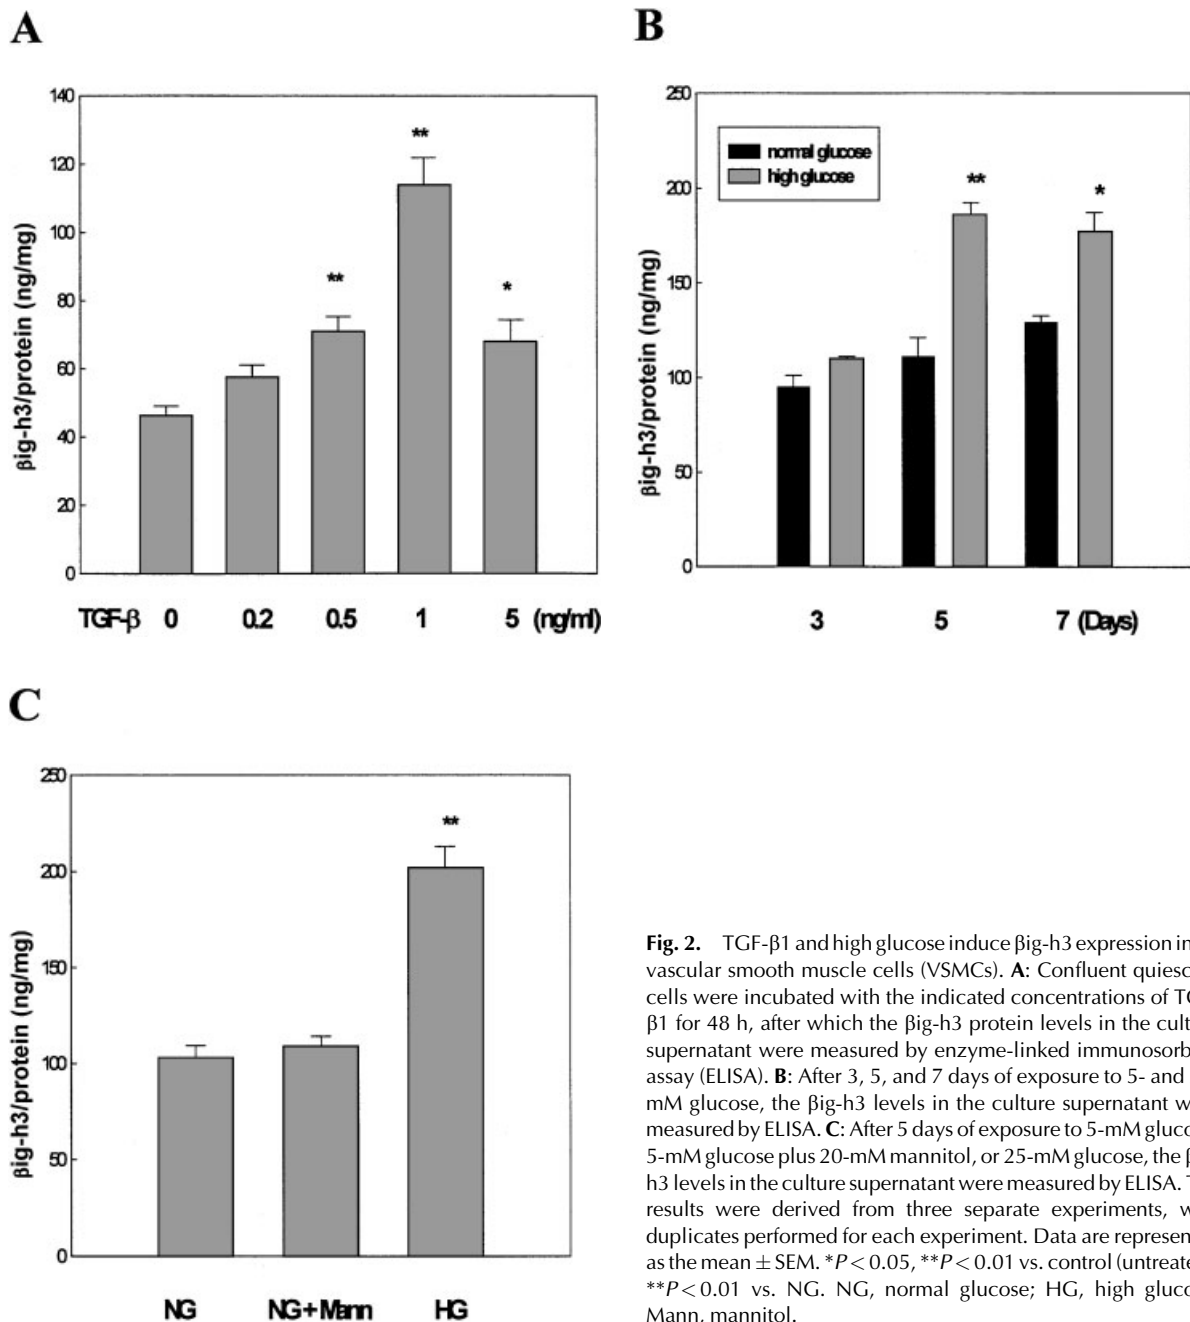 A
140
120
100
80
60
40
20
0
βig-h3/protein (ng/mg)
**
**
*
TGF-β 0 0.2 0.5 1 5 (ng/ml)
B
250
200
150
100
50
0
βig-h3/protein (ng/mg)
normal glucose
high glucose
**
*
3 5 7 (Days)
C
250
200
150
100
50
0
βig-h3/protein (ng/mg)
**
NG NG+Mann HG
Fig. 2. TGF-β1 and high glucose induce βig-h3 expression in
vascular smooth muscle cells (VSMCs). A: Confluent quiesc
cells were incubated with the indicated concentrations of TG
β1 for 48 h, after which the βig-h3 protein levels in the cult
supernatant were measured by enzyme-linked immunosorb
assay (ELISA). B: After 3, 5, and 7 days of exposure to 5- and
mM glucose, the βig-h3 levels in the culture supernatant w
measured by ELISA. C: After 5 days of exposure to 5-mM gluco
5-mM glucose plus 20-mM mannitol, or 25-mM glucose, the β
h3 levels in the culture supernatant were measured by ELISA. T
results were derived from three separate experiments, w
duplicates performed for each experiment. Data are represen
as the mean ± SEM. *P < 0.05, **P < 0.01 vs. control (untreate
**P < 0.01 vs. NG. NG, normal glucose; HG, high gluco
Mann, mannitol.